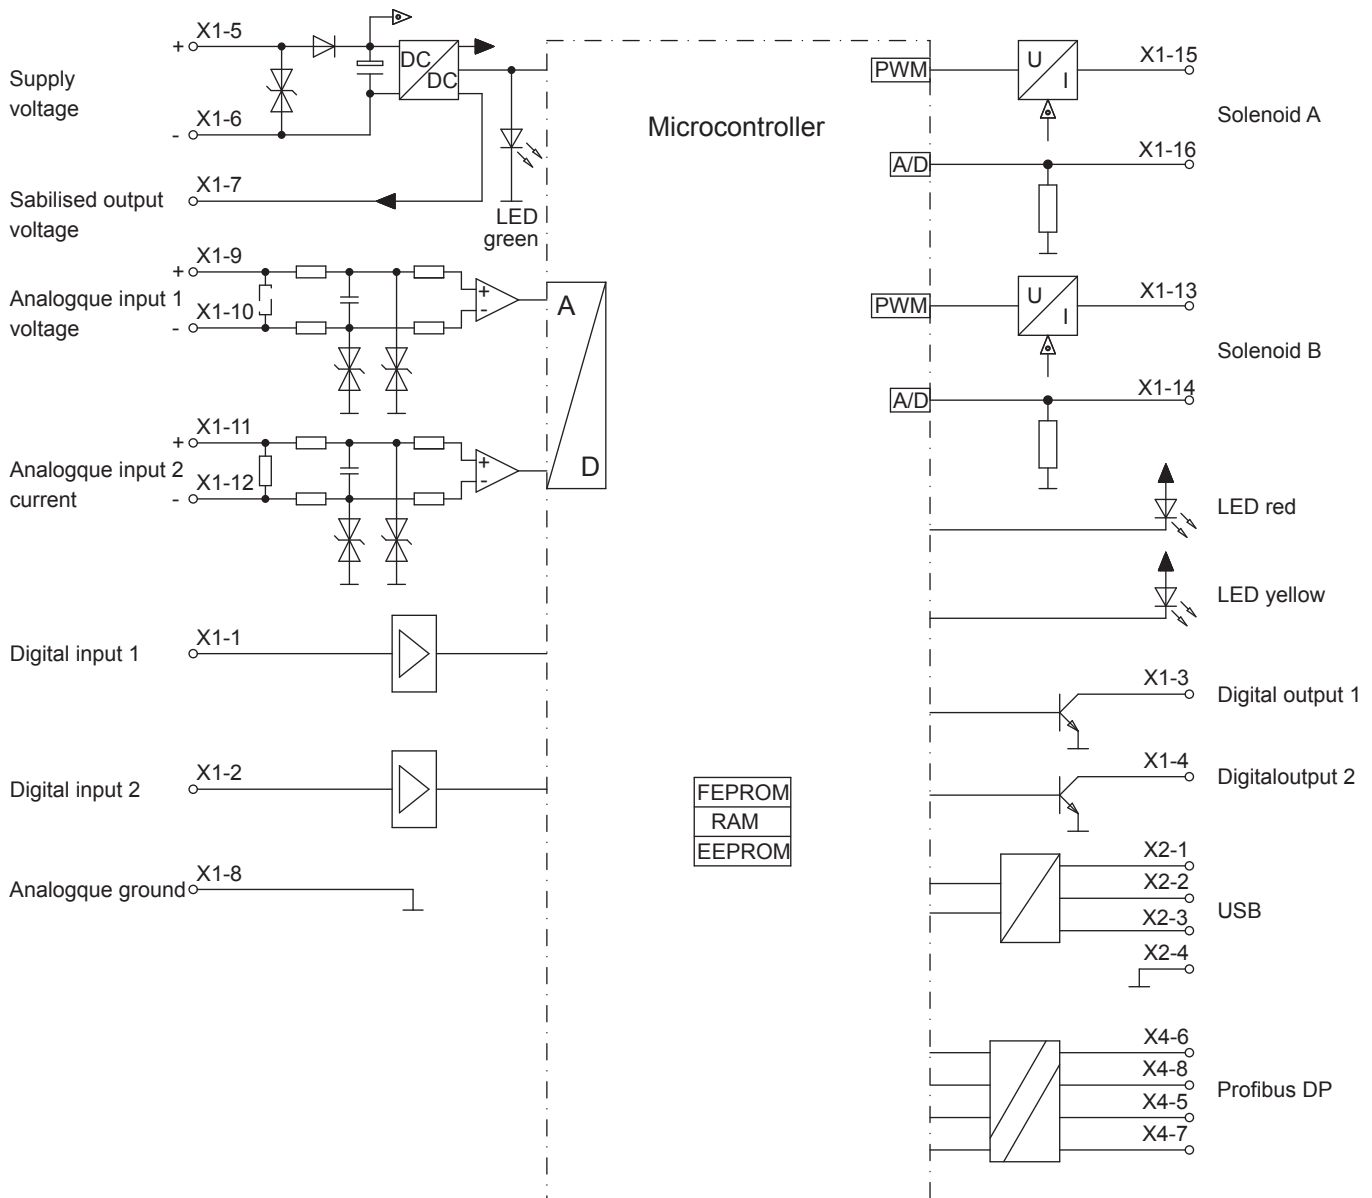 X1-5
+
DC
DC
Supply
voltage
X1-6
-
X1-7
Sabilised output
voltage
LED
green
X1-9
+
Analogque input 1
voltage
X1-10
-
+
-
A
D
X1-11
+
Analogque input 2
current
X1-12
-
+
-
Digital input 1
X1-1
Digital input 2
X1-2
Analogque ground
X1-8
Microcontroller
FEPROM
RAM
EEPROM
PWM
U
I
X1-15
Solenoid A
A/D
X1-16
PWM
U
I
X1-13
Solenoid B
A/D
X1-14
LED red
LED yellow
X1-3
Digital output 1
X1-4
Digitaloutput 2
X2-1
X2-2
X2-3
USB
X2-4
X4-6
X4-8
X4-5
X4-7
Profibus DP